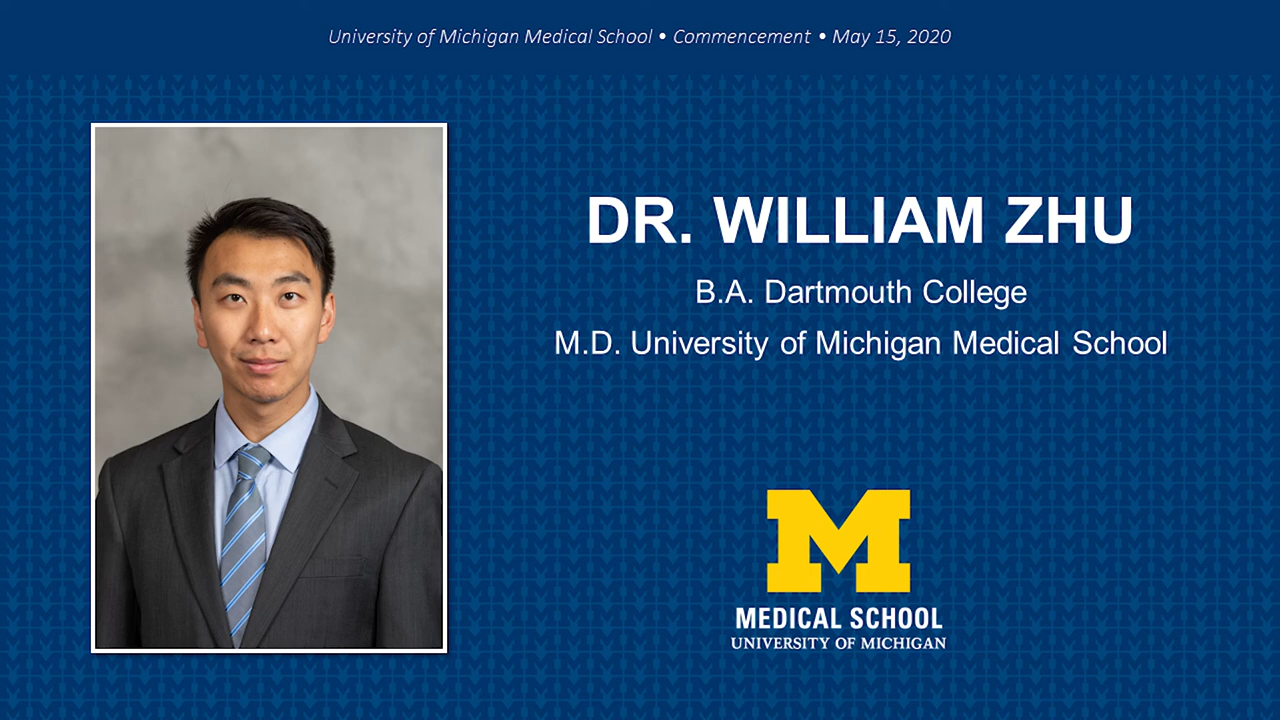 University of Michigan Medical School • Commencement • May 15, 2020
DR. WILLIAM ZHU
B.A. Dartmouth College
M.D. University of Michigan Medical School
M
MEDICAL SCHOOL
UNIVERSITY OF MICHIGAN